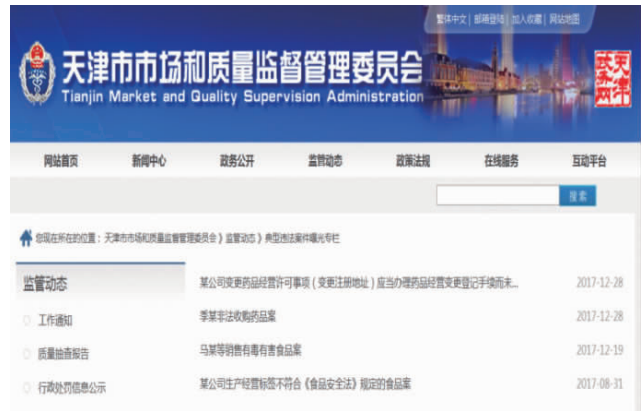 繁体中文 | 邮箱登陆 | 加入收藏 | 网站地图
天津市市场和质量监督管理委员会
Tianjin Market and Quality Supervision Administration
天津政务网
网站首页 新闻中心 政务公开 监管动态 政策法规 在线服务 互动平台
搜索
您现在所在的位置：天津市市场和质量监督管理委员会》监管动态》典型违法案件曝光专栏
监管动态
某公司变更药品经营许可事项（变更注册地址）应当办理药品经营变更登记手续而未... 2017-12-28
工作通知
季某非法收购药品案 2017-12-28
质量抽查报告
马某等销售有毒有害食品案 2017-12-19
行政处罚信息公示
某公司生产经营标签不符合《食品安全法》规定的食品案 2017-08-31